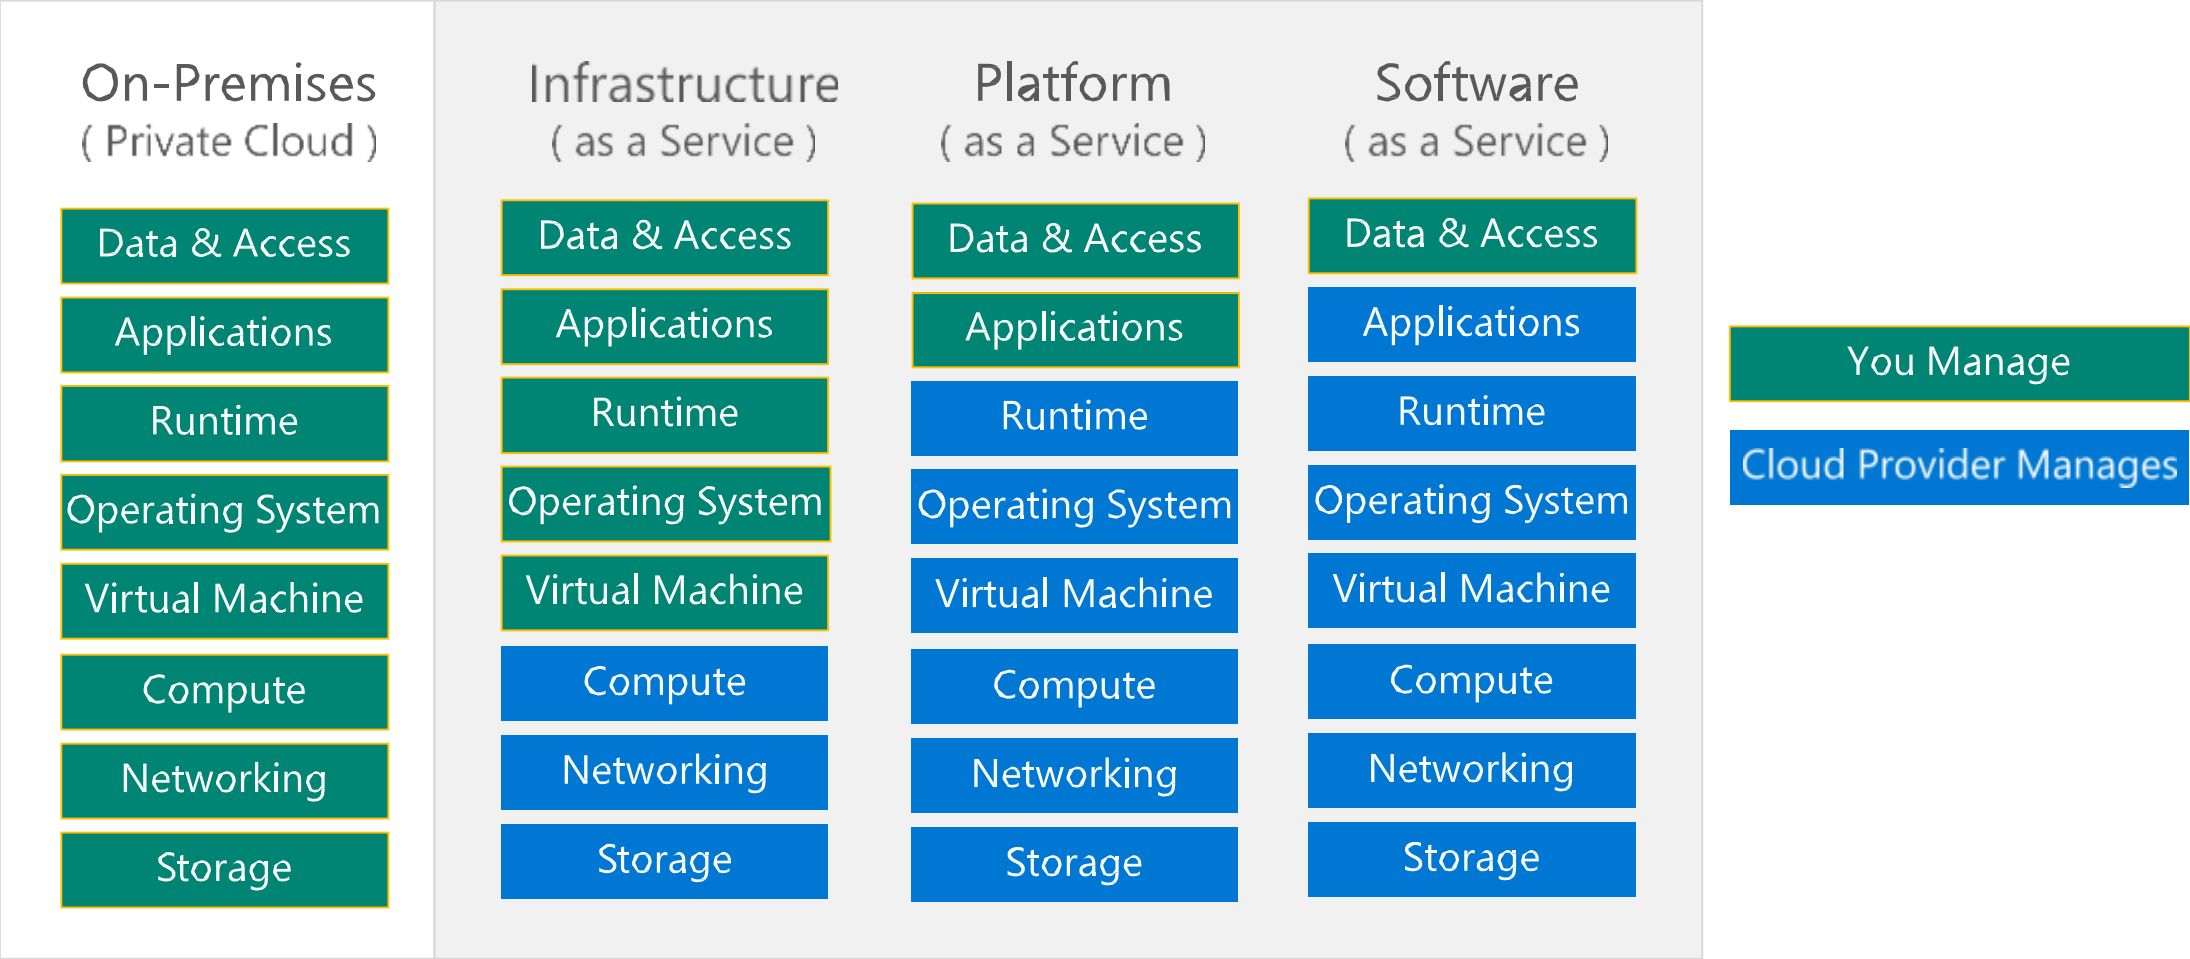 On-Premises
( Private Cloud )
Data & Access
Applications
Runtime
Operating System
Virtual Machine
Compute
Networking
Storage
Infrastructure
( as a Service )
Data & Access
Applications
Runtime
Operating System
Virtual Machine
Compute
Networking
Storage
Platform
( as a Service )
Data & Access
Applications
Runtime
Operating System
Virtual Machine
Compute
Networking
Storage
Software
( as a Service )
Data & Access
Applications
Runtime
Operating System
Virtual Machine
Compute
Networking
Storage
You Manage
Cloud Provider Manages